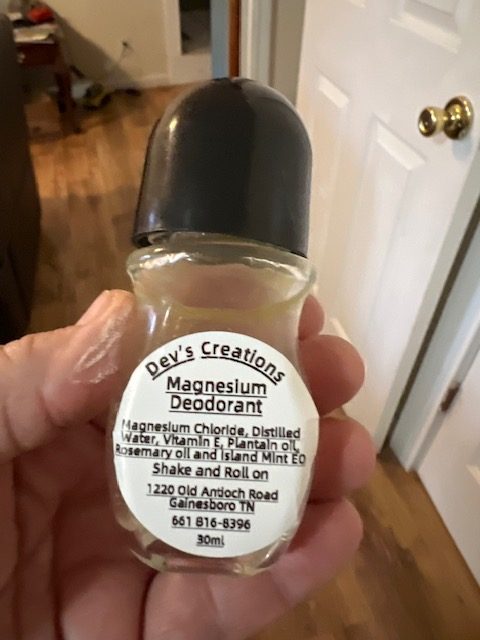 Dev's Creations
Magnesium
Deodorant
Magnesium Chloride, Distilled
Water, Vitamin E, Plantain oil,
Rosemary oil and Island Mint EO
Shake and Roll on
1220 Old Antioch Road
Gainesboro TN
661 816-8396
30ml